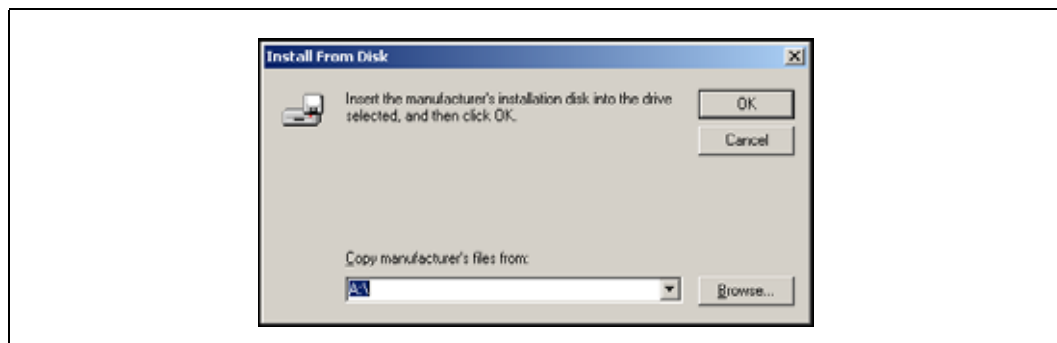 Install From Disk
Insert the manufacturer's installation disk into the drive
selected, and then click OK.
OK
Cancel
Copy manufacturer's files from:
A:\
Browse...